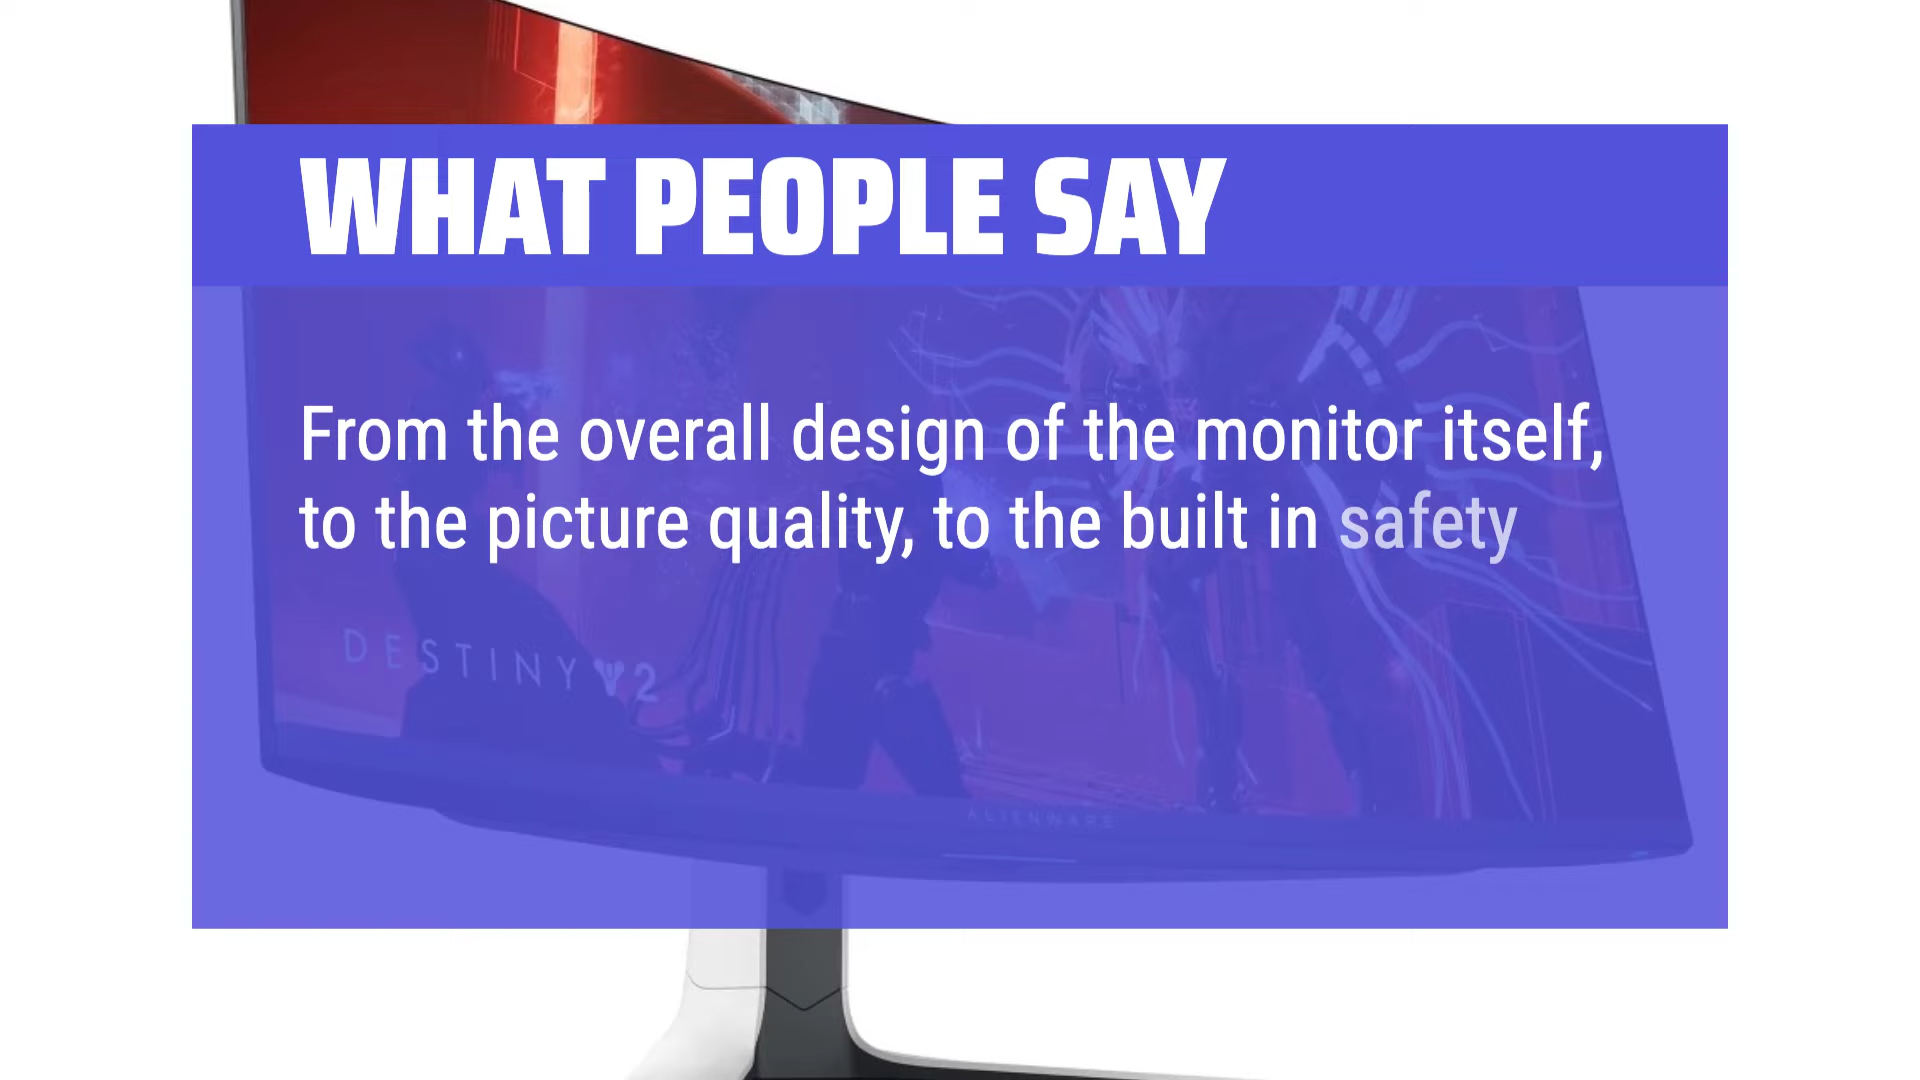 WHAT PEOPLE SAY
From the overall design of the monitor itself,
to the picture quality, to the built in safety
DESTINY 2
ALIENWARE